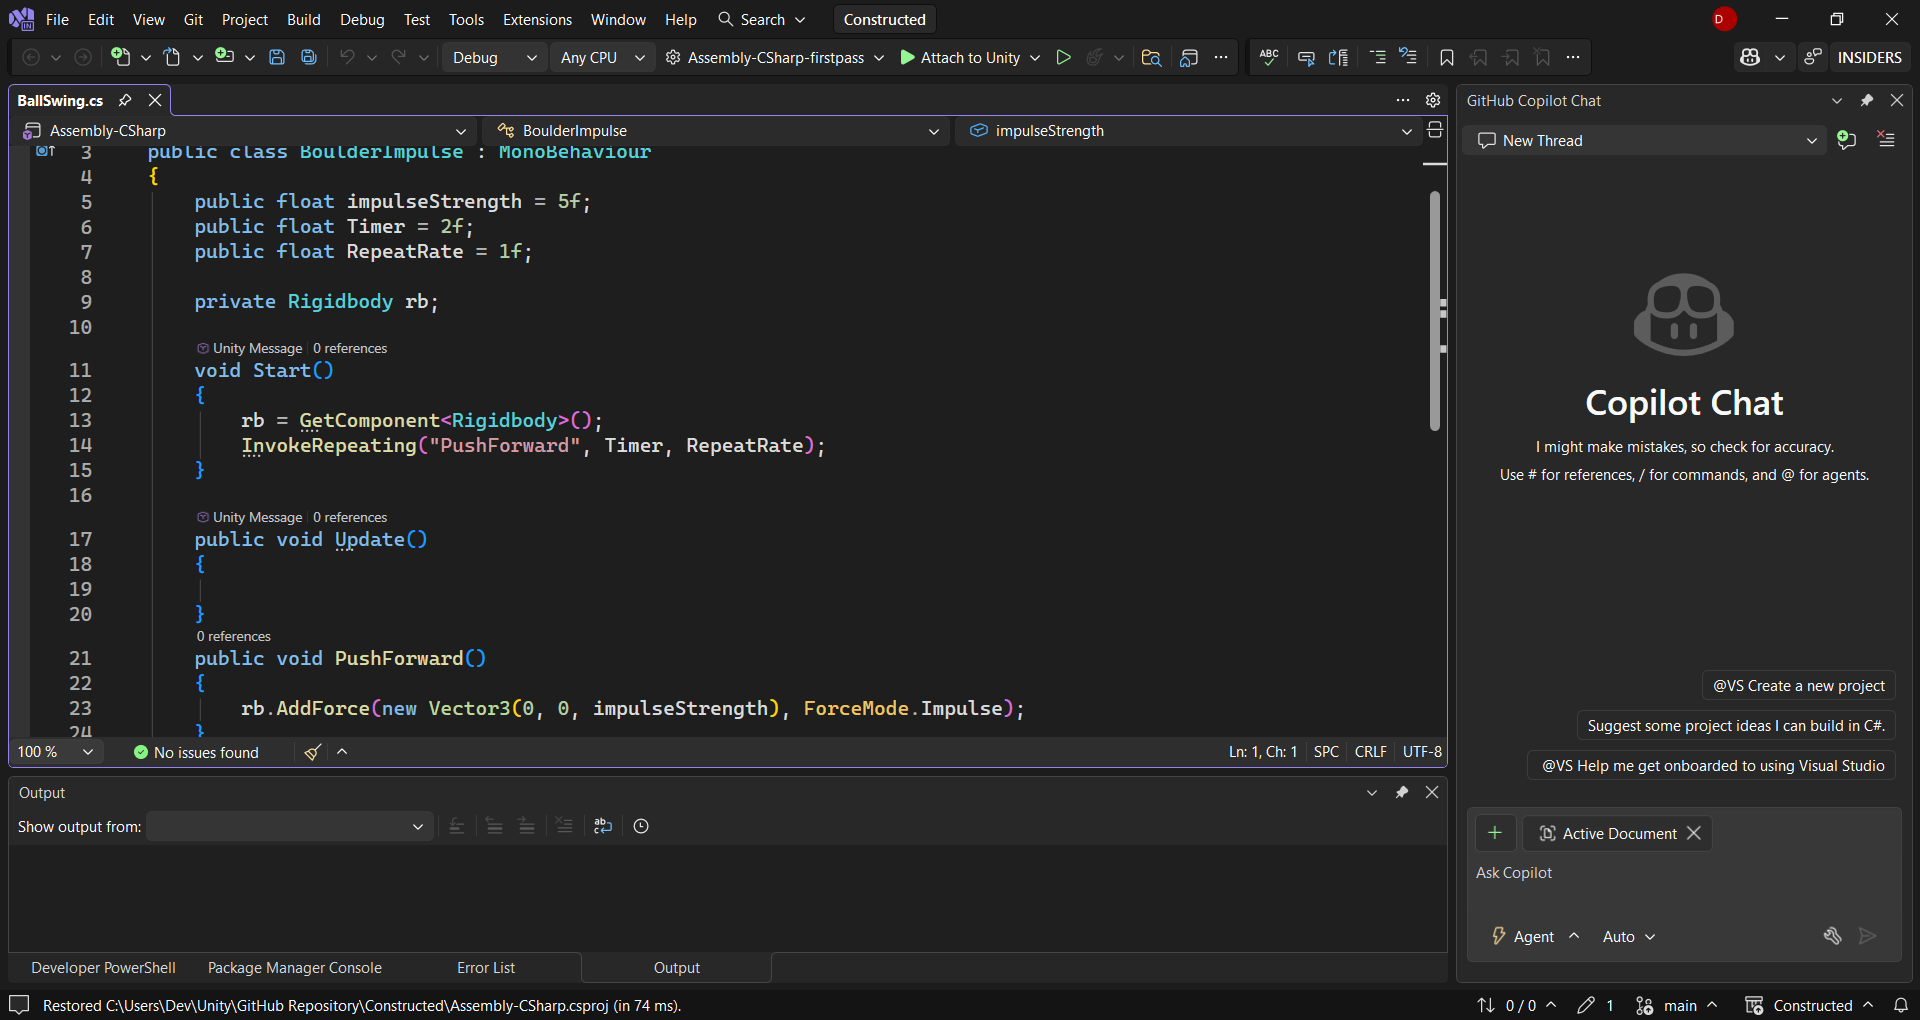 File Edit View Git Project Build Debug Test Tools Extensions Window Help Search Constructed D
Debug Any CPU Assembly-CSharp-firstpass Attach to Unity ABC INSIDERS
BallSwing.cs
Assembly-CSharp BoulderImpulse impulseStrength
3 public class BoulderImpulse : MonoBehaviour
4 {
5 public float impulseStrength = 5f;
6 public float Timer = 2f;
7 public float RepeatRate = 1f;
8
9 private Rigidbody rb;
10
Unity Message | 0 references
11 void Start()
12 {
13 rb = GetComponent<Rigidbody>();
14 InvokeRepeating("PushForward", Timer, RepeatRate);
15 }
16
Unity Message | 0 references
17 public void Update()
18 {
19
20 }
0 references
21 public void PushForward()
22 {
23 rb.AddForce(new Vector3(0, 0, impulseStrength), ForceMode.Impulse);
24 }
100 % No issues found Ln: 1, Ch: 1 SPC CRLF UTF-8
Output
Show output from:
Developer PowerShell Package Manager Console Error List Output
GitHub Copilot Chat
New Thread
Copilot Chat
I might make mistakes, so check for accuracy.
Use # for references, / for commands, and @ for agents.
@VS Create a new project
Suggest some project ideas I can build in C#.
@VS Help me get onboarded to using Visual Studio
Active Document
Ask Copilot
Agent Auto
Restored C:\Users\Dev\Unity\GitHub Repository\Constructed\Assembly-CSharp.csproj (in 74 ms). 0 / 0 1 main Constructed